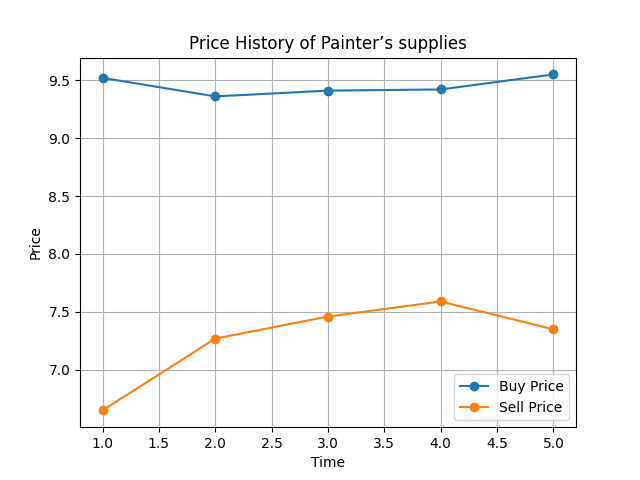 Price History of Painter’s supplies
9.5
9.0
8.5
8.0
7.5
7.0
Price
Buy Price
Sell Price
1.0 1.5 2.0 2.5 3.0 3.5 4.0 4.5 5.0
Time